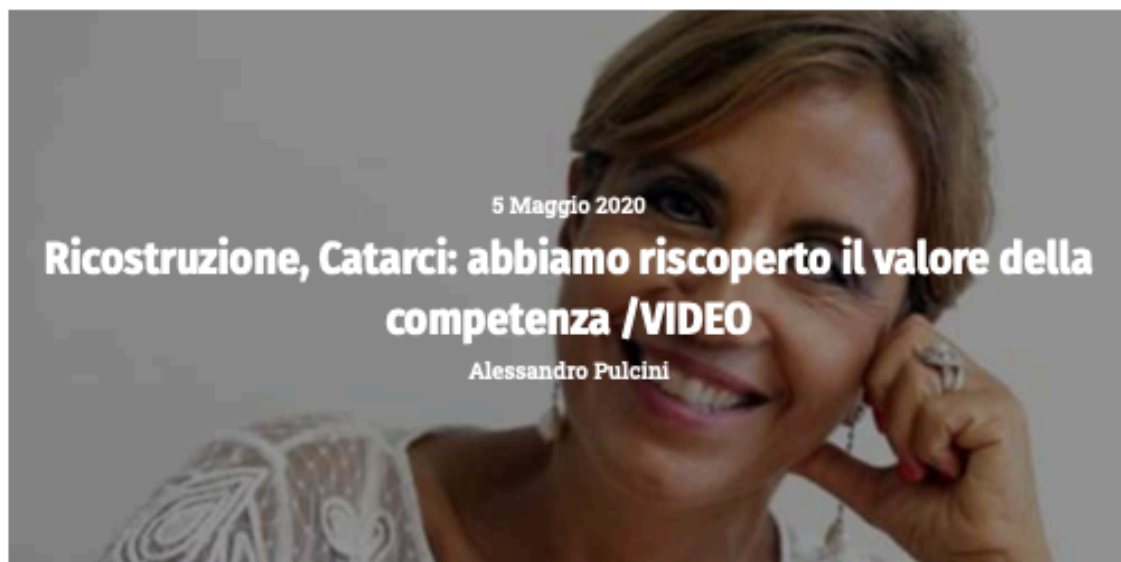 5 Maggio 2020
Ricostruzione, Catarci: abbiamo riscoperto il valore della
competenza /VIDEO
Alessandro Pulcini